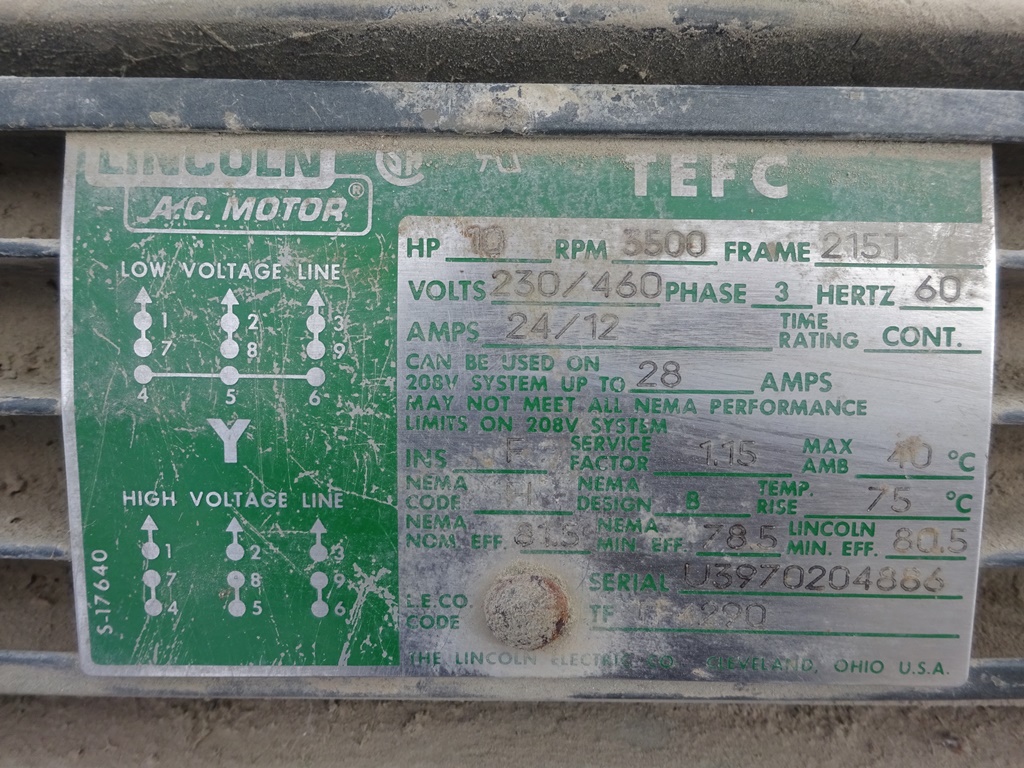 LINCOLN
A.C. MOTOR®
TEFC
LOW VOLTAGE LINE
1 2 3
7 8 9
4 5 6
Y
HIGH VOLTAGE LINE
1 2 3
7 8 9
4 5 6
S-17640
HP 10 RPM 3500 FRAME 215T
VOLTS 230/460 PHASE 3 HERTZ 60
AMPS 24/12 TIME RATING CONT.
CAN BE USED ON
208V SYSTEM UP TO 28 AMPS
MAY NOT MEET ALL NEMA PERFORMANCE
LIMITS ON 208V SYSTEM
INS F SERVICE FACTOR 1.15 MAX AMB 40 °C
NEMA CODE H NEMA DESIGN B TEMP. RISE 75 °C
NEMA NOM. EFF. NEMA MIN EFF. 78.5 LINCOLN MIN. EFF. 80.5
SERIAL U3970204886
L.E.CO. CODE TF
THE LINCOLN ELECTRIC CO. CLEVELAND, OHIO U.S.A.